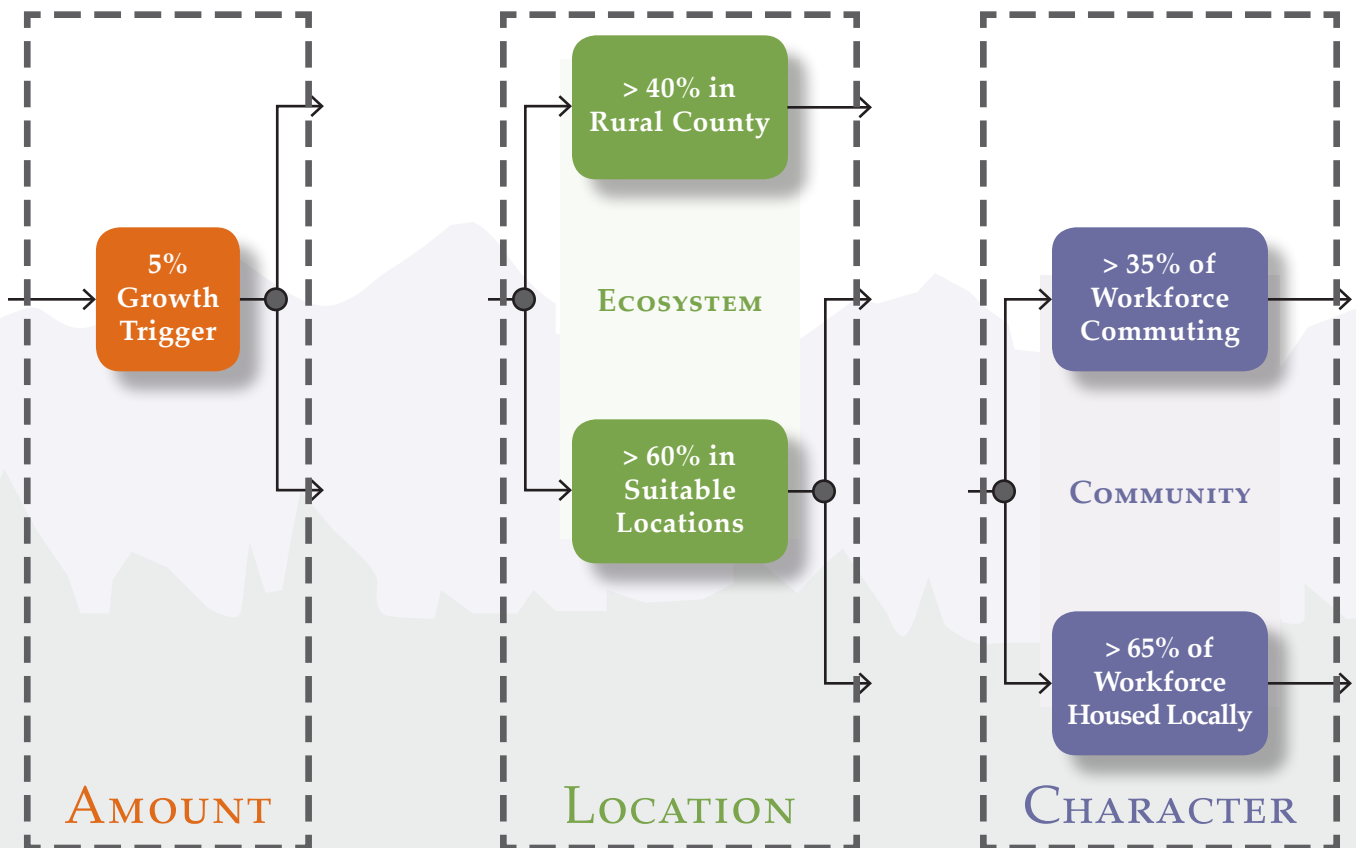 5%
Growth
Trigger
AMOUNT
> 40% in
Rural County
ECOSYSTEM
> 60% in
Suitable
Locations
LOCATION
> 35% of
Workforce
Commuting
COMMUNITY
> 65% of
Workforce
Housed Locally
CHARACTER